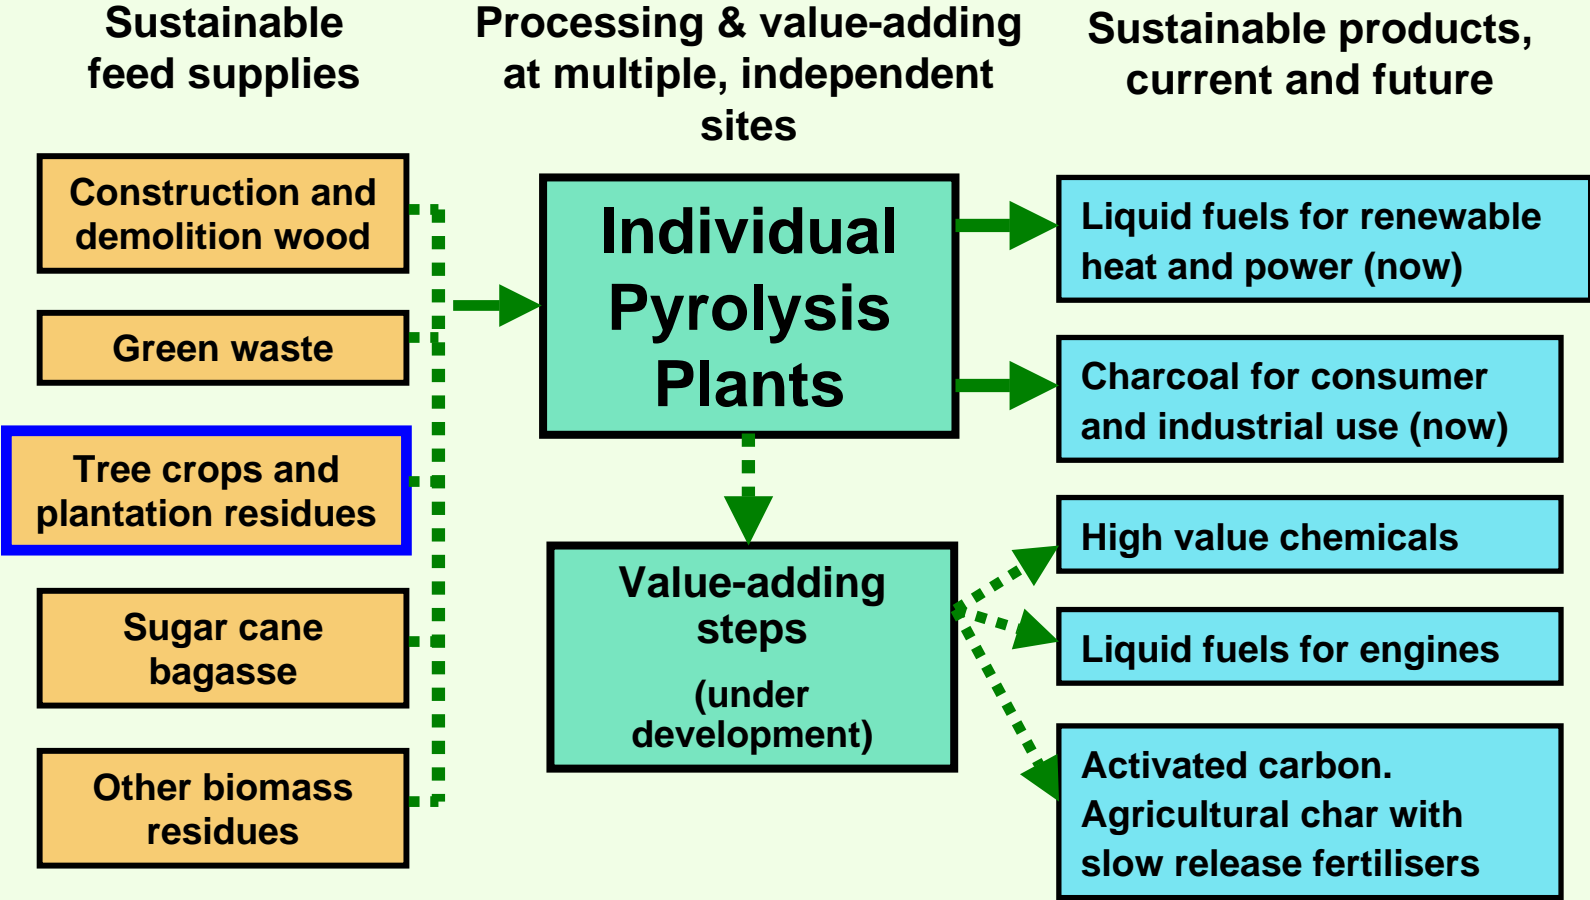 Sustainable
feed supplies
Processing & value-adding
at multiple, independent
sites
Sustainable products,
current and future
Construction and
demolition wood
Green waste
Tree crops and
plantation residues
Sugar cane
bagasse
Other biomass
residues
Individual
Pyrolysis
Plants
Value-adding
steps
(under
development)
Liquid fuels for renewable
heat and power (now)
Charcoal for consumer
and industrial use (now)
High value chemicals
Liquid fuels for engines
Activated carbon.
Agricultural char with
slow release fertilisers